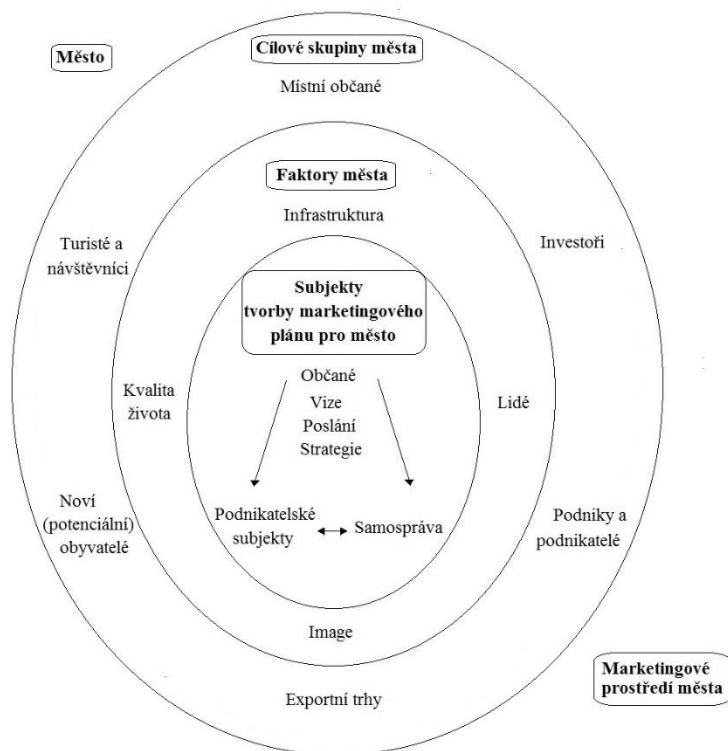 Město
Cílové skupiny města
Místní občané
Faktory města
Infrastruktura
Turisté a
návštěvníci
Investoři
Subjekty
tvorby marketingového
plánu pro město
Občané
Vize
Poslání
Strategie
Kvalita
života
Lidé
Noví
(potenciální)
obyvatelé
Podnikatelské
subjekty
Samospráva
Podniky a
podnikatelé
Image
Exportní trhy
Marketingové
prostředí města